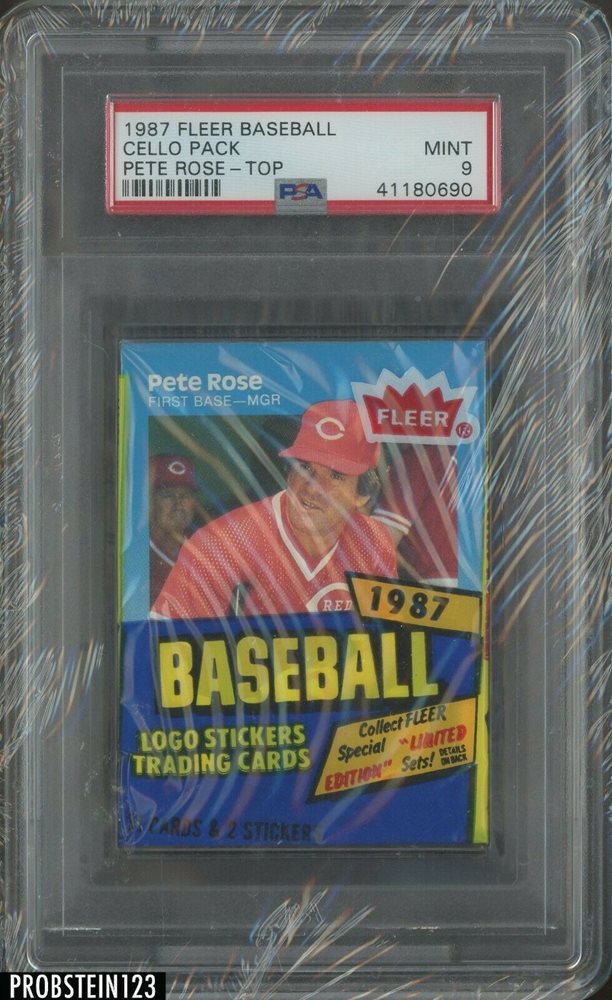 1987 FLEER BASEBALL
CELLO PACK MINT
PETE ROSE - TOP 9
PSA 41180690
Pete Rose
FIRST BASE—MGR
FLEER
C
C
RED
1987
BASEBALL
LOGO STICKERS
TRADING CARDS
Collect FLEER
Special "LIMITED
EDITION" Sets! DETAILS
ON BACK
CARDS & 2 STICKERS
PROBSTEIN123